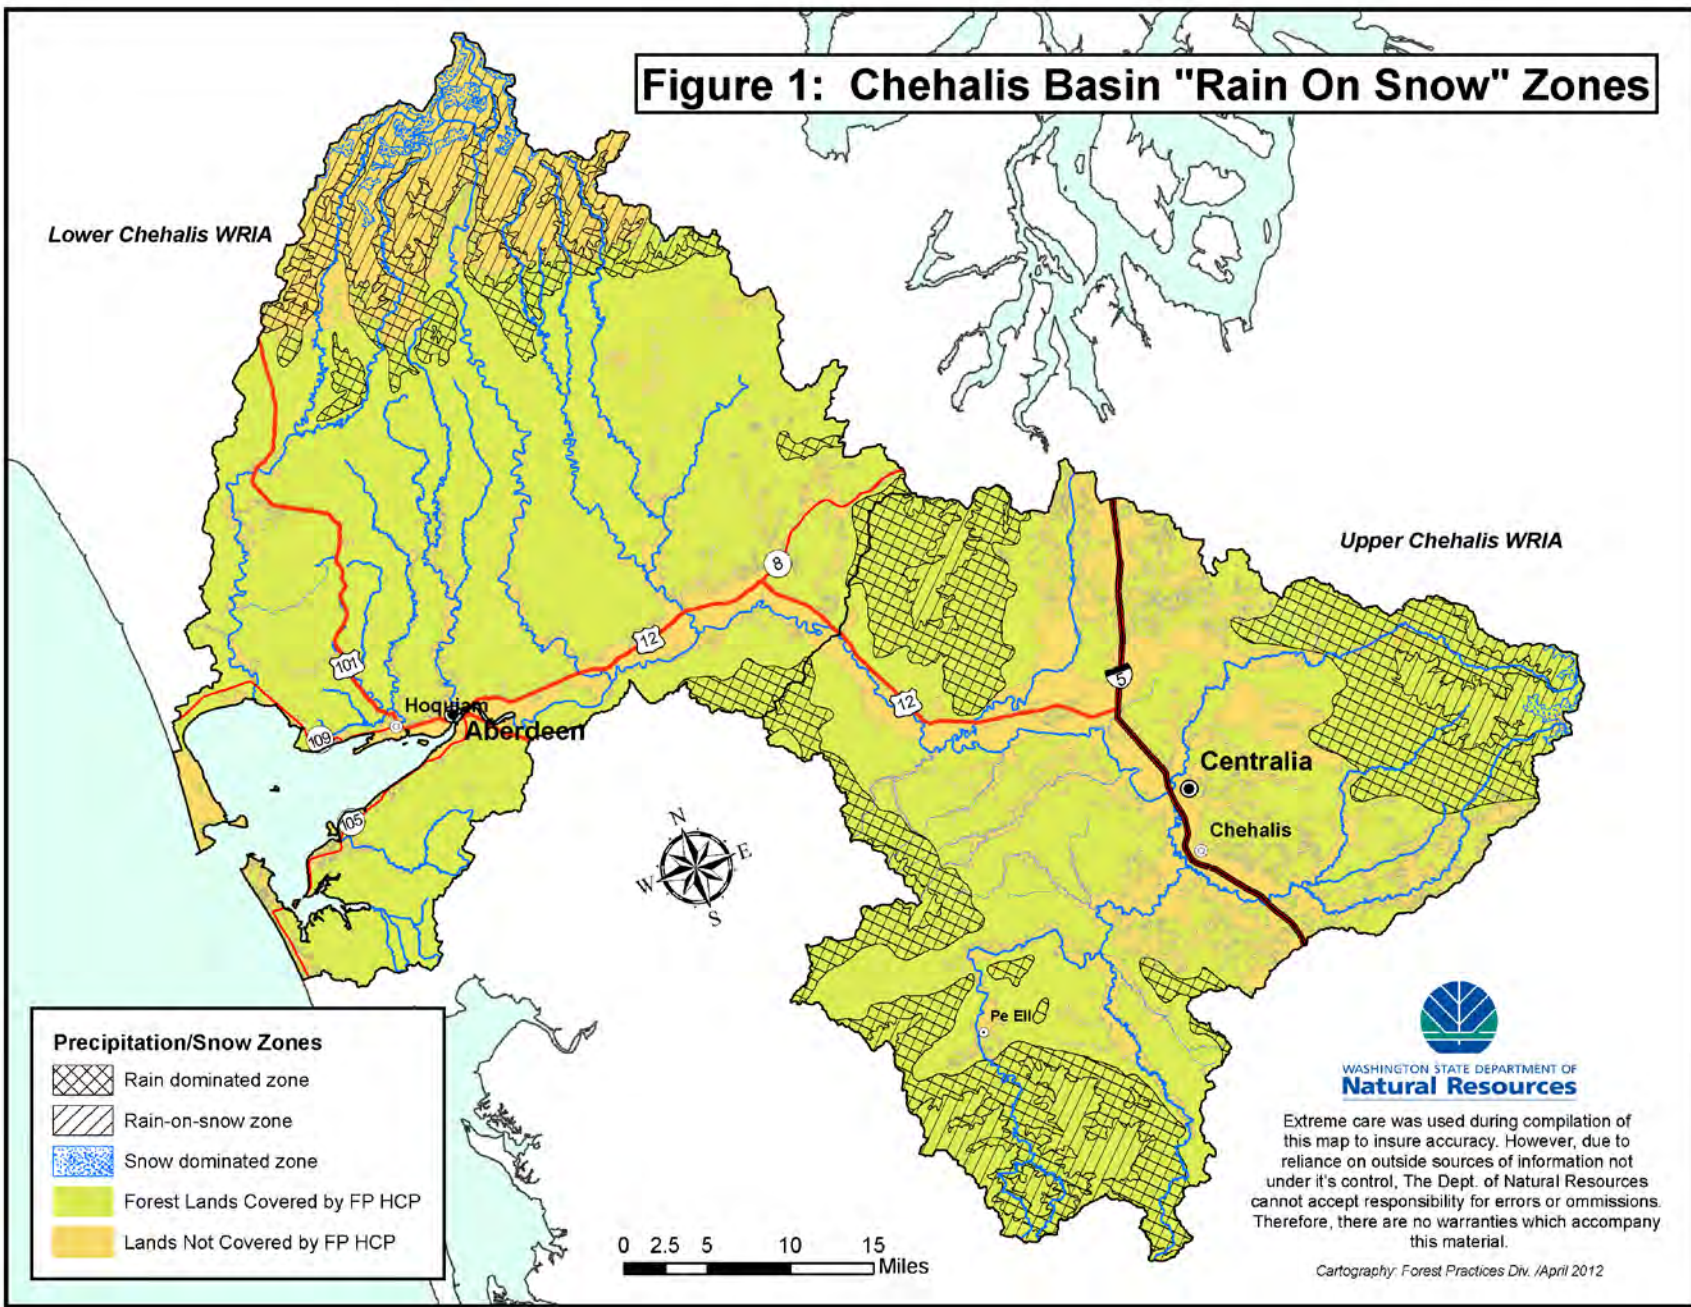 Figure 1: Chehalis Basin "Rain On Snow" Zones
Lower Chehalis WRIA
Upper Chehalis WRIA
8
12
101
5
12
Hoquiam
Aberdeen
109
Centralia
105
Chehalis
N
E
W
S
Pe Ell
Precipitation/Snow Zones
Rain dominated zone
Rain-on-snow zone
Snow dominated zone
Forest Lands Covered by FP HCP
Lands Not Covered by FP HCP
0 2.5 5 10 15
Miles
WASHINGTON STATE DEPARTMENT OF
Natural Resources
Extreme care was used during compilation of
this map to insure accuracy. However, due to
reliance on outside sources of information not
under it's control, The Dept. of Natural Resources
cannot accept responsibility for errors or ommissions.
Therefore, there are no warranties which accompany
this material.
Cartography: Forest Practices Div. /April 2012